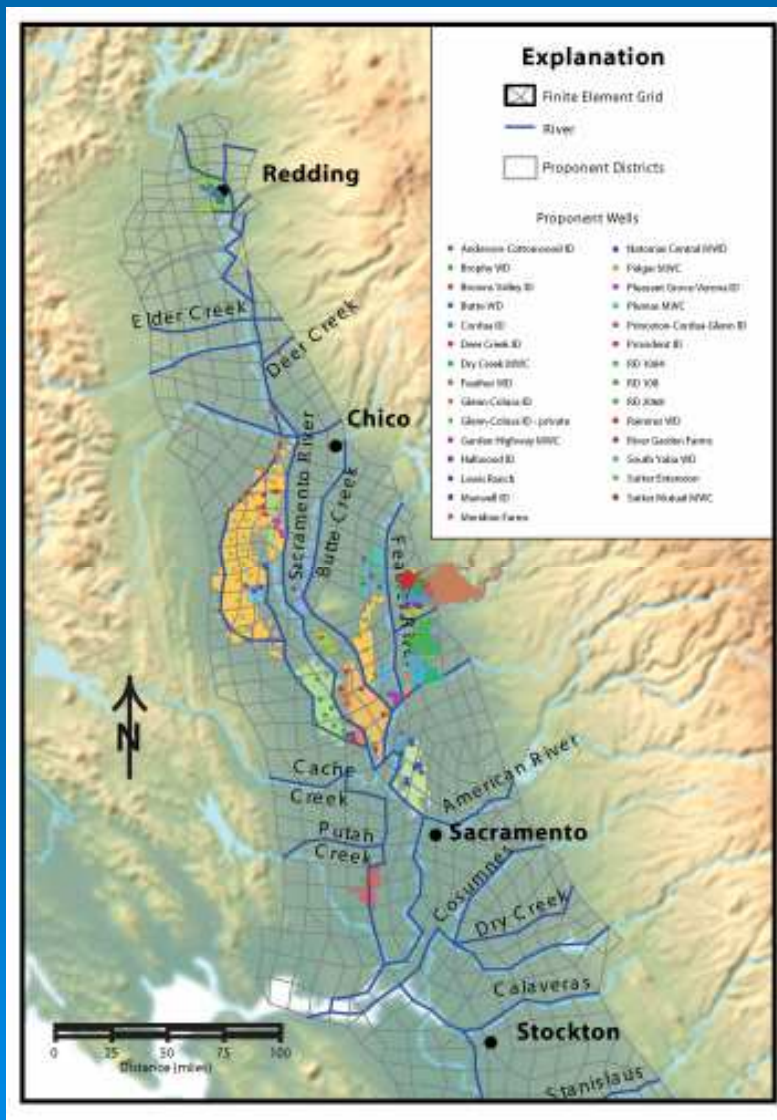 Explanation
Finite Element Grid
River
Proponent Districts
Proponent Wells
Anderson Cottonwood ID
Brophy WD
Browns Valley ID
Butte WD
Cordua ID
Deer Creek ID
Dry Creek MWC
Feather WD
Glenn-Colusa ID
Glenn-Colusa ID - private
Garden Highway MWC
Hallwood ID
Lewis Ranch
Maxwell ID
Meridian Farms
Natomas Central MWD
Pelger MWC
Pleasant Grove-Verona ID
Plumas MWC
Princeton-Cordua-Glenn ID
Provident ID
RD 1004
RD 108
RD 2068
River Garden Farms
South Yuba WD
Sutter Extension
Sutter Mutual MWC
Redding
Elder Creek
Deer Creek
Chico
Sacramento River
Butte Creek
Feather River
N
Cache
Creek
American River
Putah
Creek
Sacramento
Cosumnes
Dry Creek
Calaveras
Stockton
Stanislaus
0 25 50 75 100
Distance (miles)